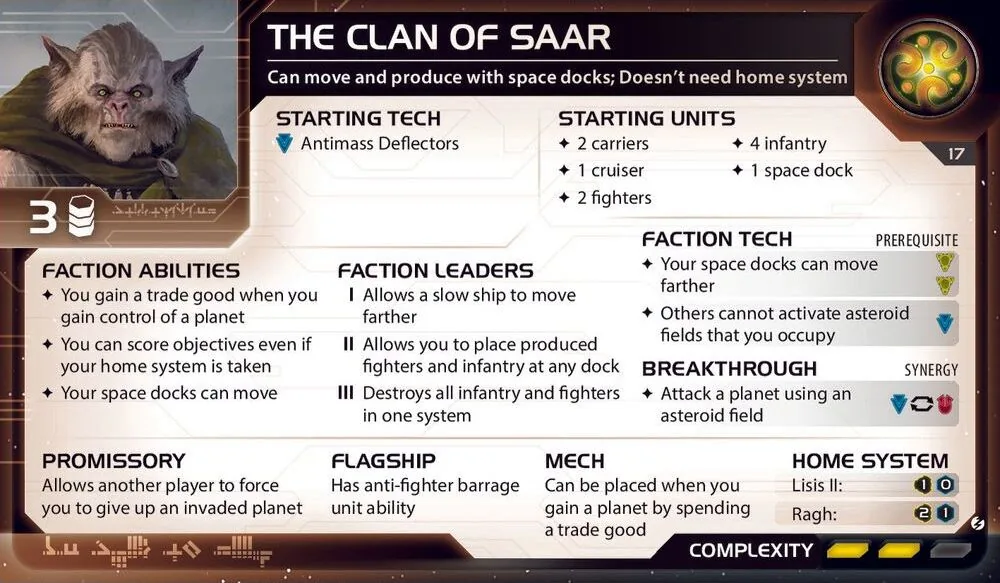 THE CLAN OF SAAR
Can move and produce with space docks; Doesn't need home system
17
3
STARTING TECH
Antimass Deflectors
STARTING UNITS
2 carriers
1 cruiser
2 fighters
4 infantry
1 space dock
FACTION ABILITIES
You gain a trade good when you
gain control of a planet
You can score objectives even if
your home system is taken
Your space docks can move
FACTION LEADERS
I Allows a slow ship to move
farther
II Allows you to place produced
fighters and infantry at any dock
III Destroys all infantry and fighters
in one system
FACTION TECH PREREQUISITE
Your space docks can move
farther
Others cannot activate asteroid
fields that you occupy
BREAKTHROUGH SYNERGY
Attack a planet using an
asteroid field
PROMISSORY
Allows another player to force
you to give up an invaded planet
FLAGSHIP
Has anti-fighter barrage
unit ability
MECH
Can be placed when you
gain a planet by spending
a trade good
HOME SYSTEM
Lisis II: 1 0
Ragh: 2 1
COMPLEXITY